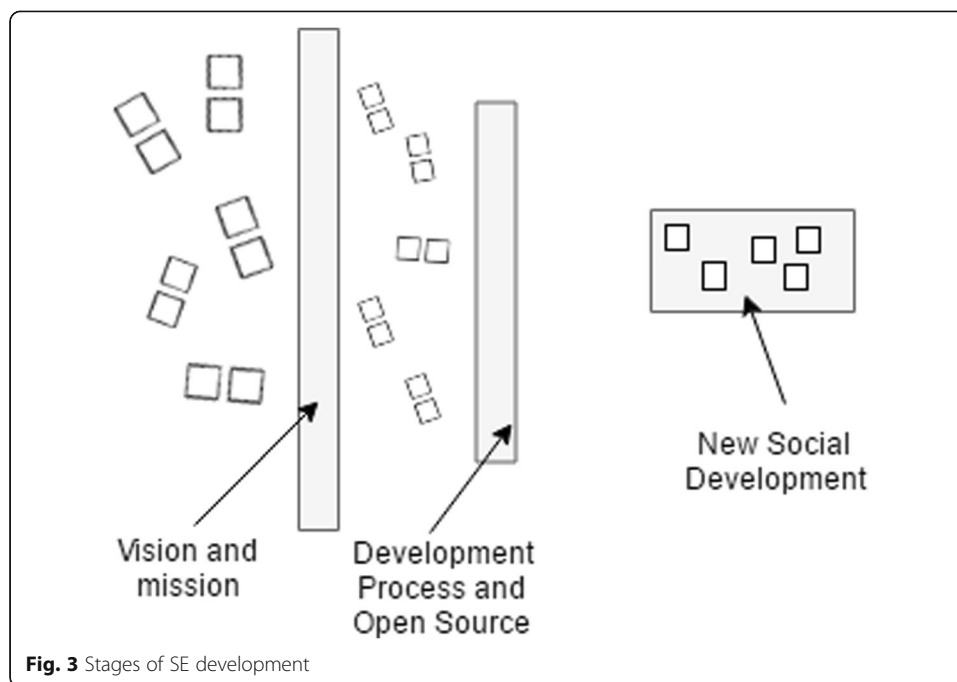 New Social
Development
Vision and
mission
Development
Process and
Open Source
Fig. 3 Stages of SE development